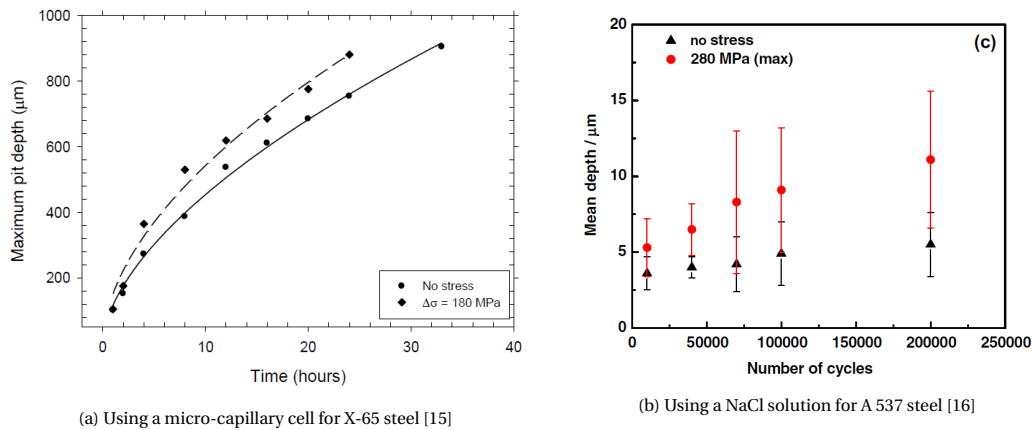 1000
800
600
400
200
Maximum pit depth (μm)
No stress
Δσ = 180 MPa
0
10
20
30
40
Time (hours)
(a) Using a micro-capillary cell for X-65 steel [15]
no stress
280 MPa (max)
(c)
20
15
10
5
0
Mean depth / μm
0
50000
100000
150000
200000
250000
Number of cycles
(b) Using a NaCl solution for A 537 steel [16]